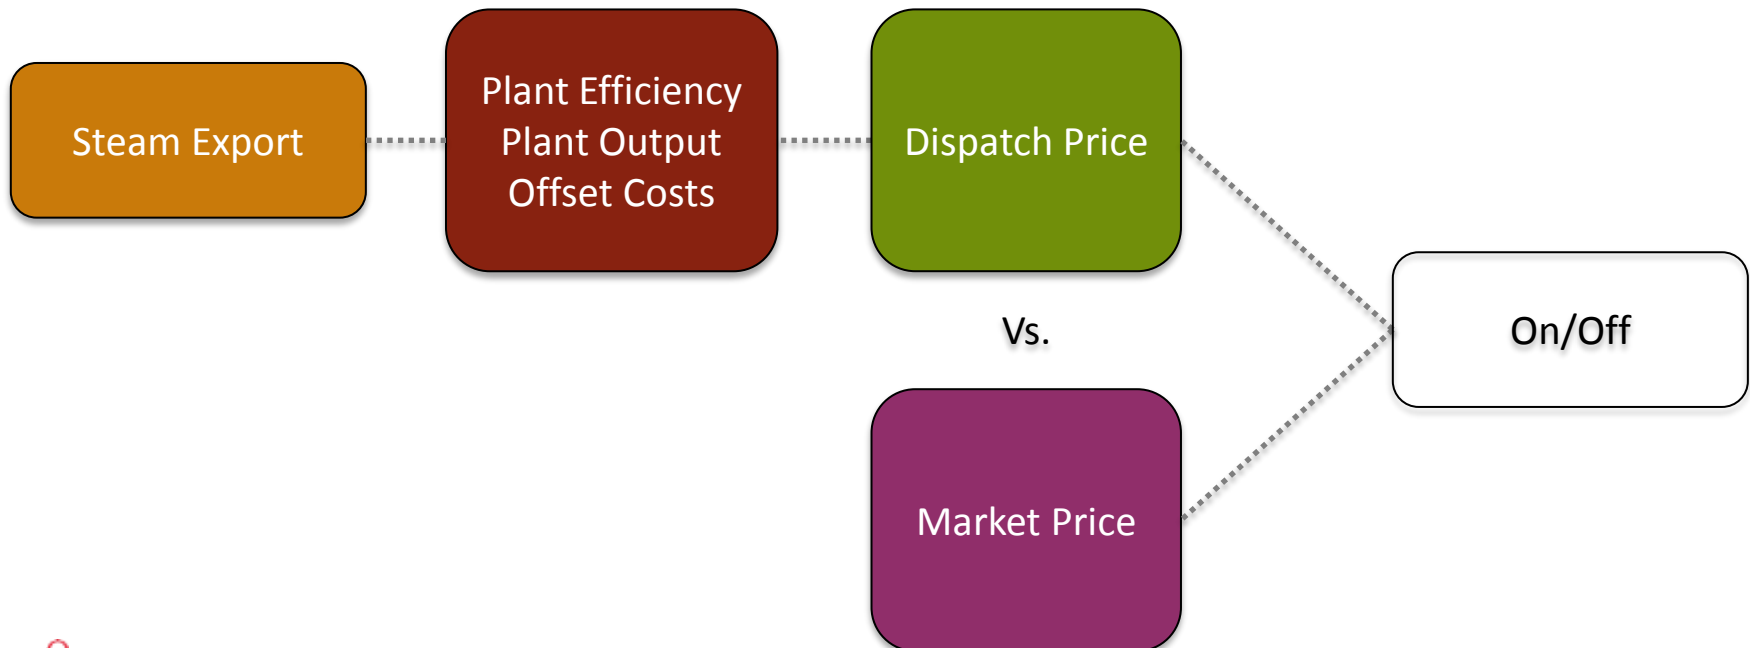 Steam Export
Plant Efficiency
Plant Output
Offset Costs
Dispatch Price
Vs.
Market Price
On/Off